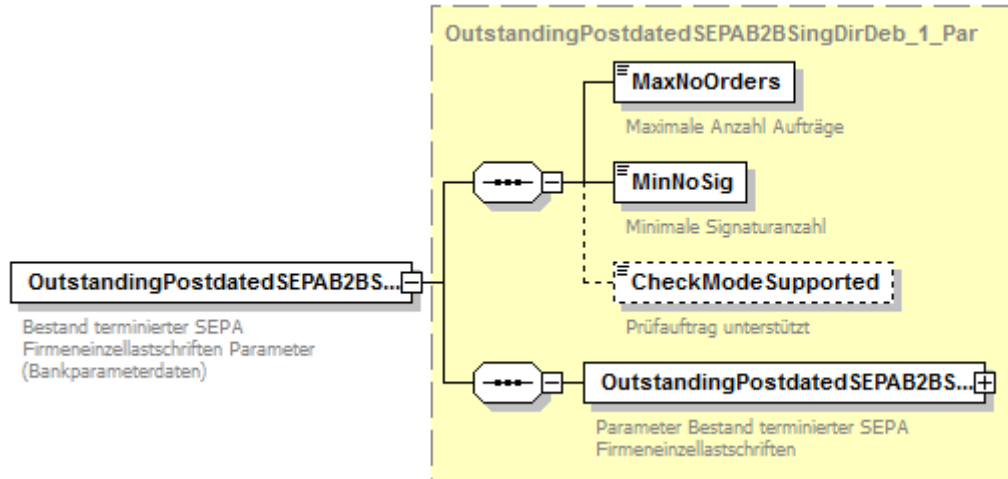 OutstandingPostdatedSEPAB2BSingDirDeb_1_Par
MaxNoOrders
Maximale Anzahl Aufträge
MinNoSig
Minimale Signaturanzahl
OutstandingPostdatedSEPAB2BS...
Bestand terminierter SEPA
Firmeneinzellastschriften Parameter
(Bankparameterdaten)
CheckModeSupported
Prüfauftrag unterstützt
OutstandingPostdatedSEPAB2BS...
Parameter Bestand terminierter SEPA
Firmeneinzellastschriften